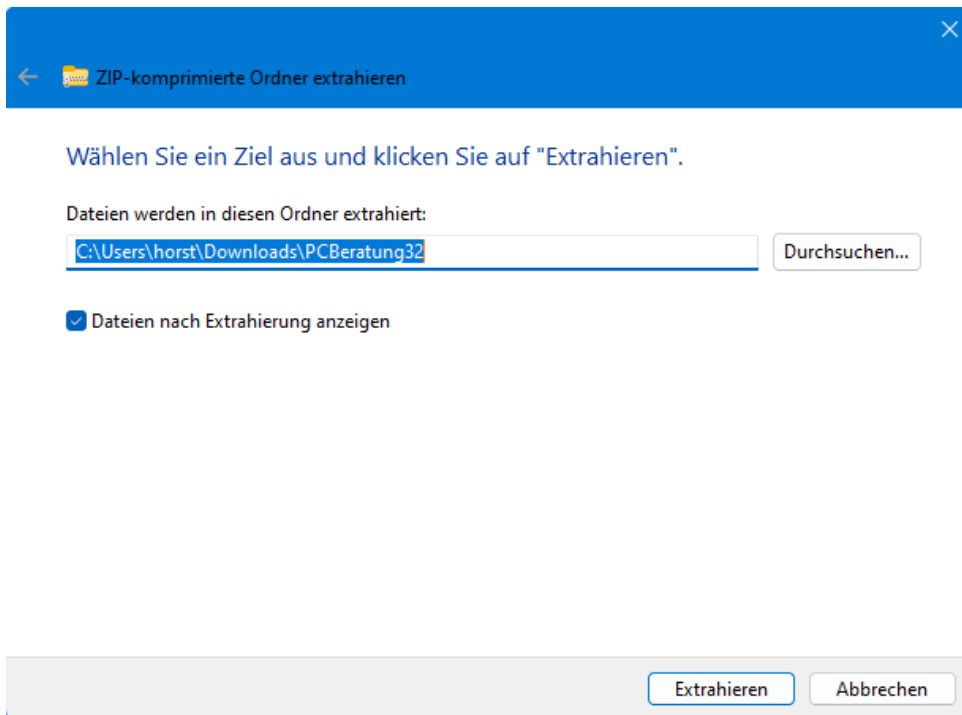 ZIP-komprimierte Ordner extrahieren
Wählen Sie ein Ziel aus und klicken Sie auf "Extrahieren".
Dateien werden in diesen Ordner extrahiert:
C:\Users\horst\Downloads\PCBeratung32
Durchsuchen...
Dateien nach Extrahierung anzeigen
Extrahieren
Abbrechen